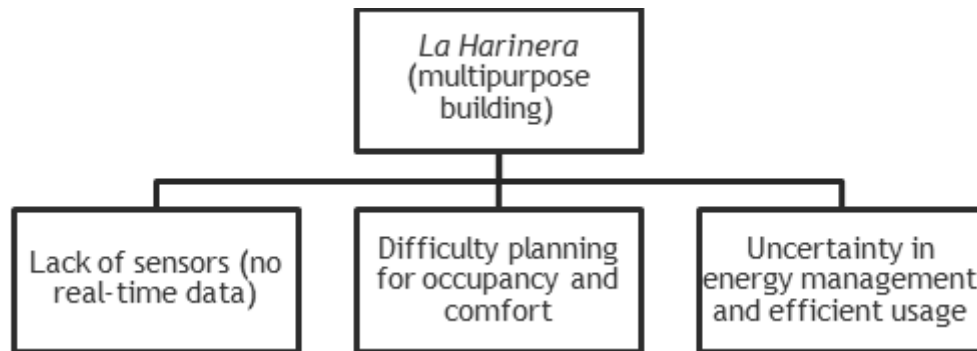 La Harinera
(multipurpose
building)
Lack of sensors (no
real-time data)
Difficulty planning
for occupancy and
comfort
Uncertainty in
energy management
and efficient usage